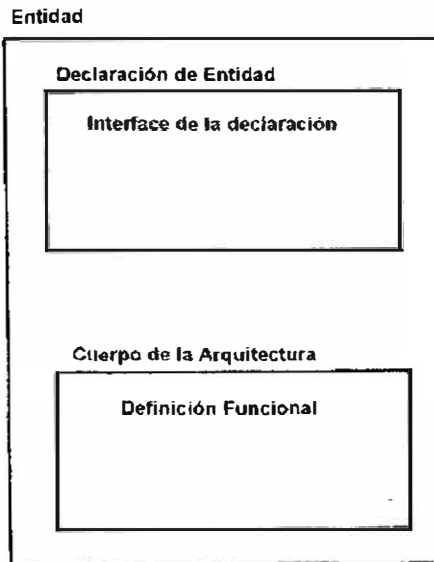 Entidad
Declaración de Entidad
Interface de la declaración
Cuerpo de la Arquitectura
Definición Funcional